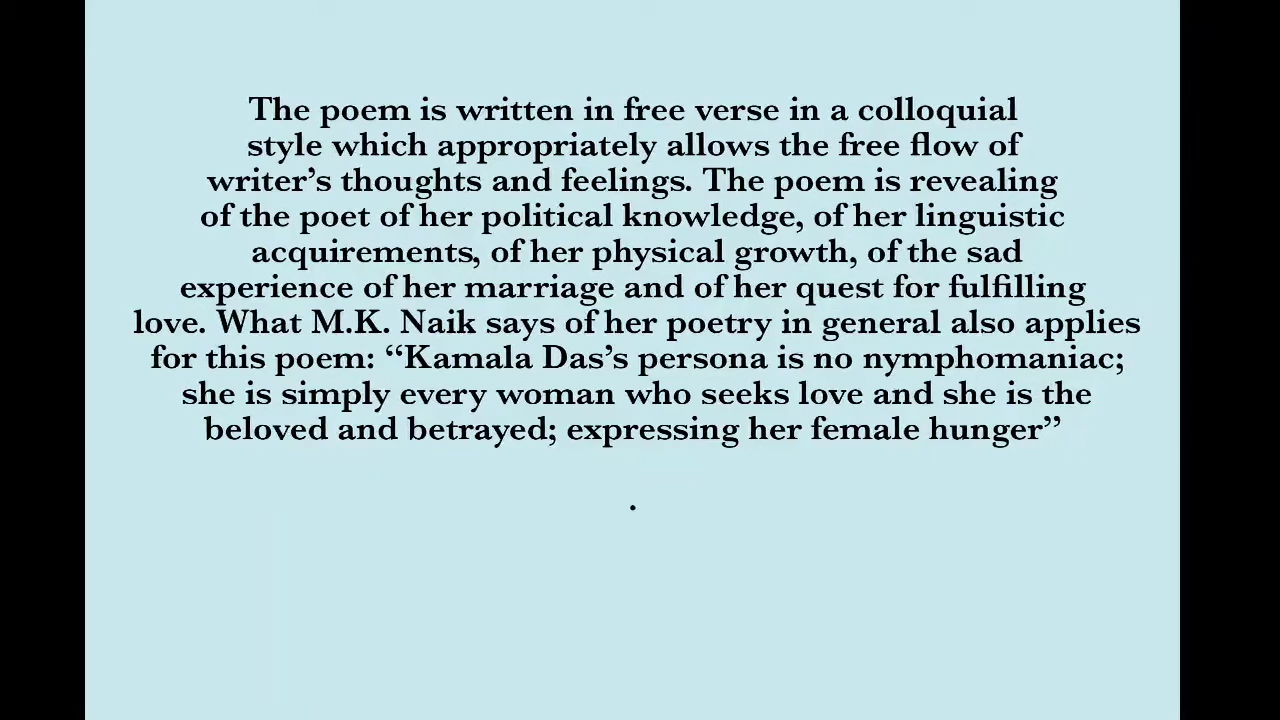 The poem is written in free verse in a colloquial
style which appropriately allows the free flow of
writer’s thoughts and feelings. The poem is revealing
of the poet of her political knowledge, of her linguistic
acquirements, of her physical growth, of the sad
experience of her marriage and of her quest for fulfilling
love. What M.K. Naik says of her poetry in general also applies
for this poem: “Kamala Das’s persona is no nymphomaniac;
she is simply every woman who seeks love and she is the
beloved and betrayed; expressing her female hunger”
.